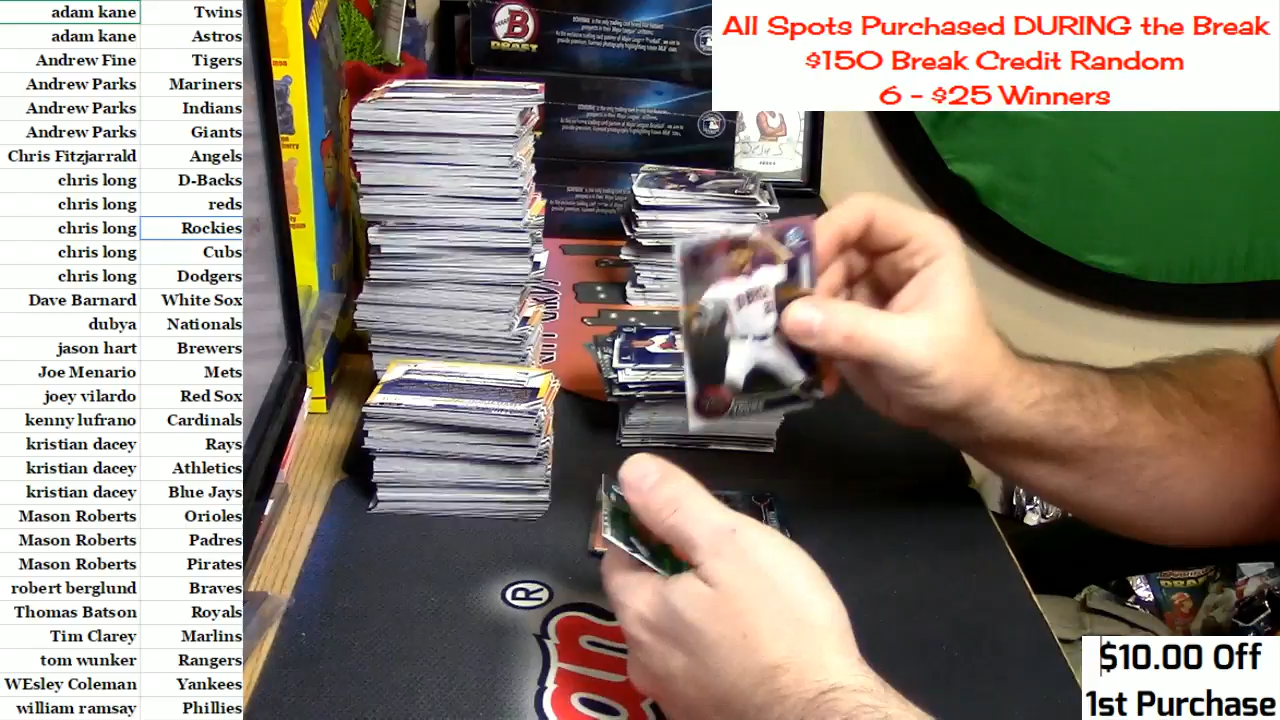 adam kane Twins
adam kane Astros
Andrew Fine Tigers
Andrew Parks Mariners
Andrew Parks Indians
Andrew Parks Giants
Chris Fitzjarrald Angels
chris long D-Backs
chris long reds
chris long Rockies
chris long Cubs
chris long Dodgers
Dave Barnard White Sox
dubya Nationals
jason hart Brewers
Joe Menario Mets
joey vilardo Red Sox
kenny lufrano Cardinals
kristian dacey Rays
kristian dacey Athletics
kristian dacey Blue Jays
Mason Roberts Orioles
Mason Roberts Padres
Mason Roberts Pirates
robert berglund Braves
Thomas Batson Royals
Tim Clarey Marlins
tom wunker Rangers
WEsley Coleman Yankees
william ramsay Phillies
All Spots Purchased DURING the Break
$150 Break Credit Random
6 - $25 Winners
B
DRAFT
®
an
$10.00 Off
1st Purchase